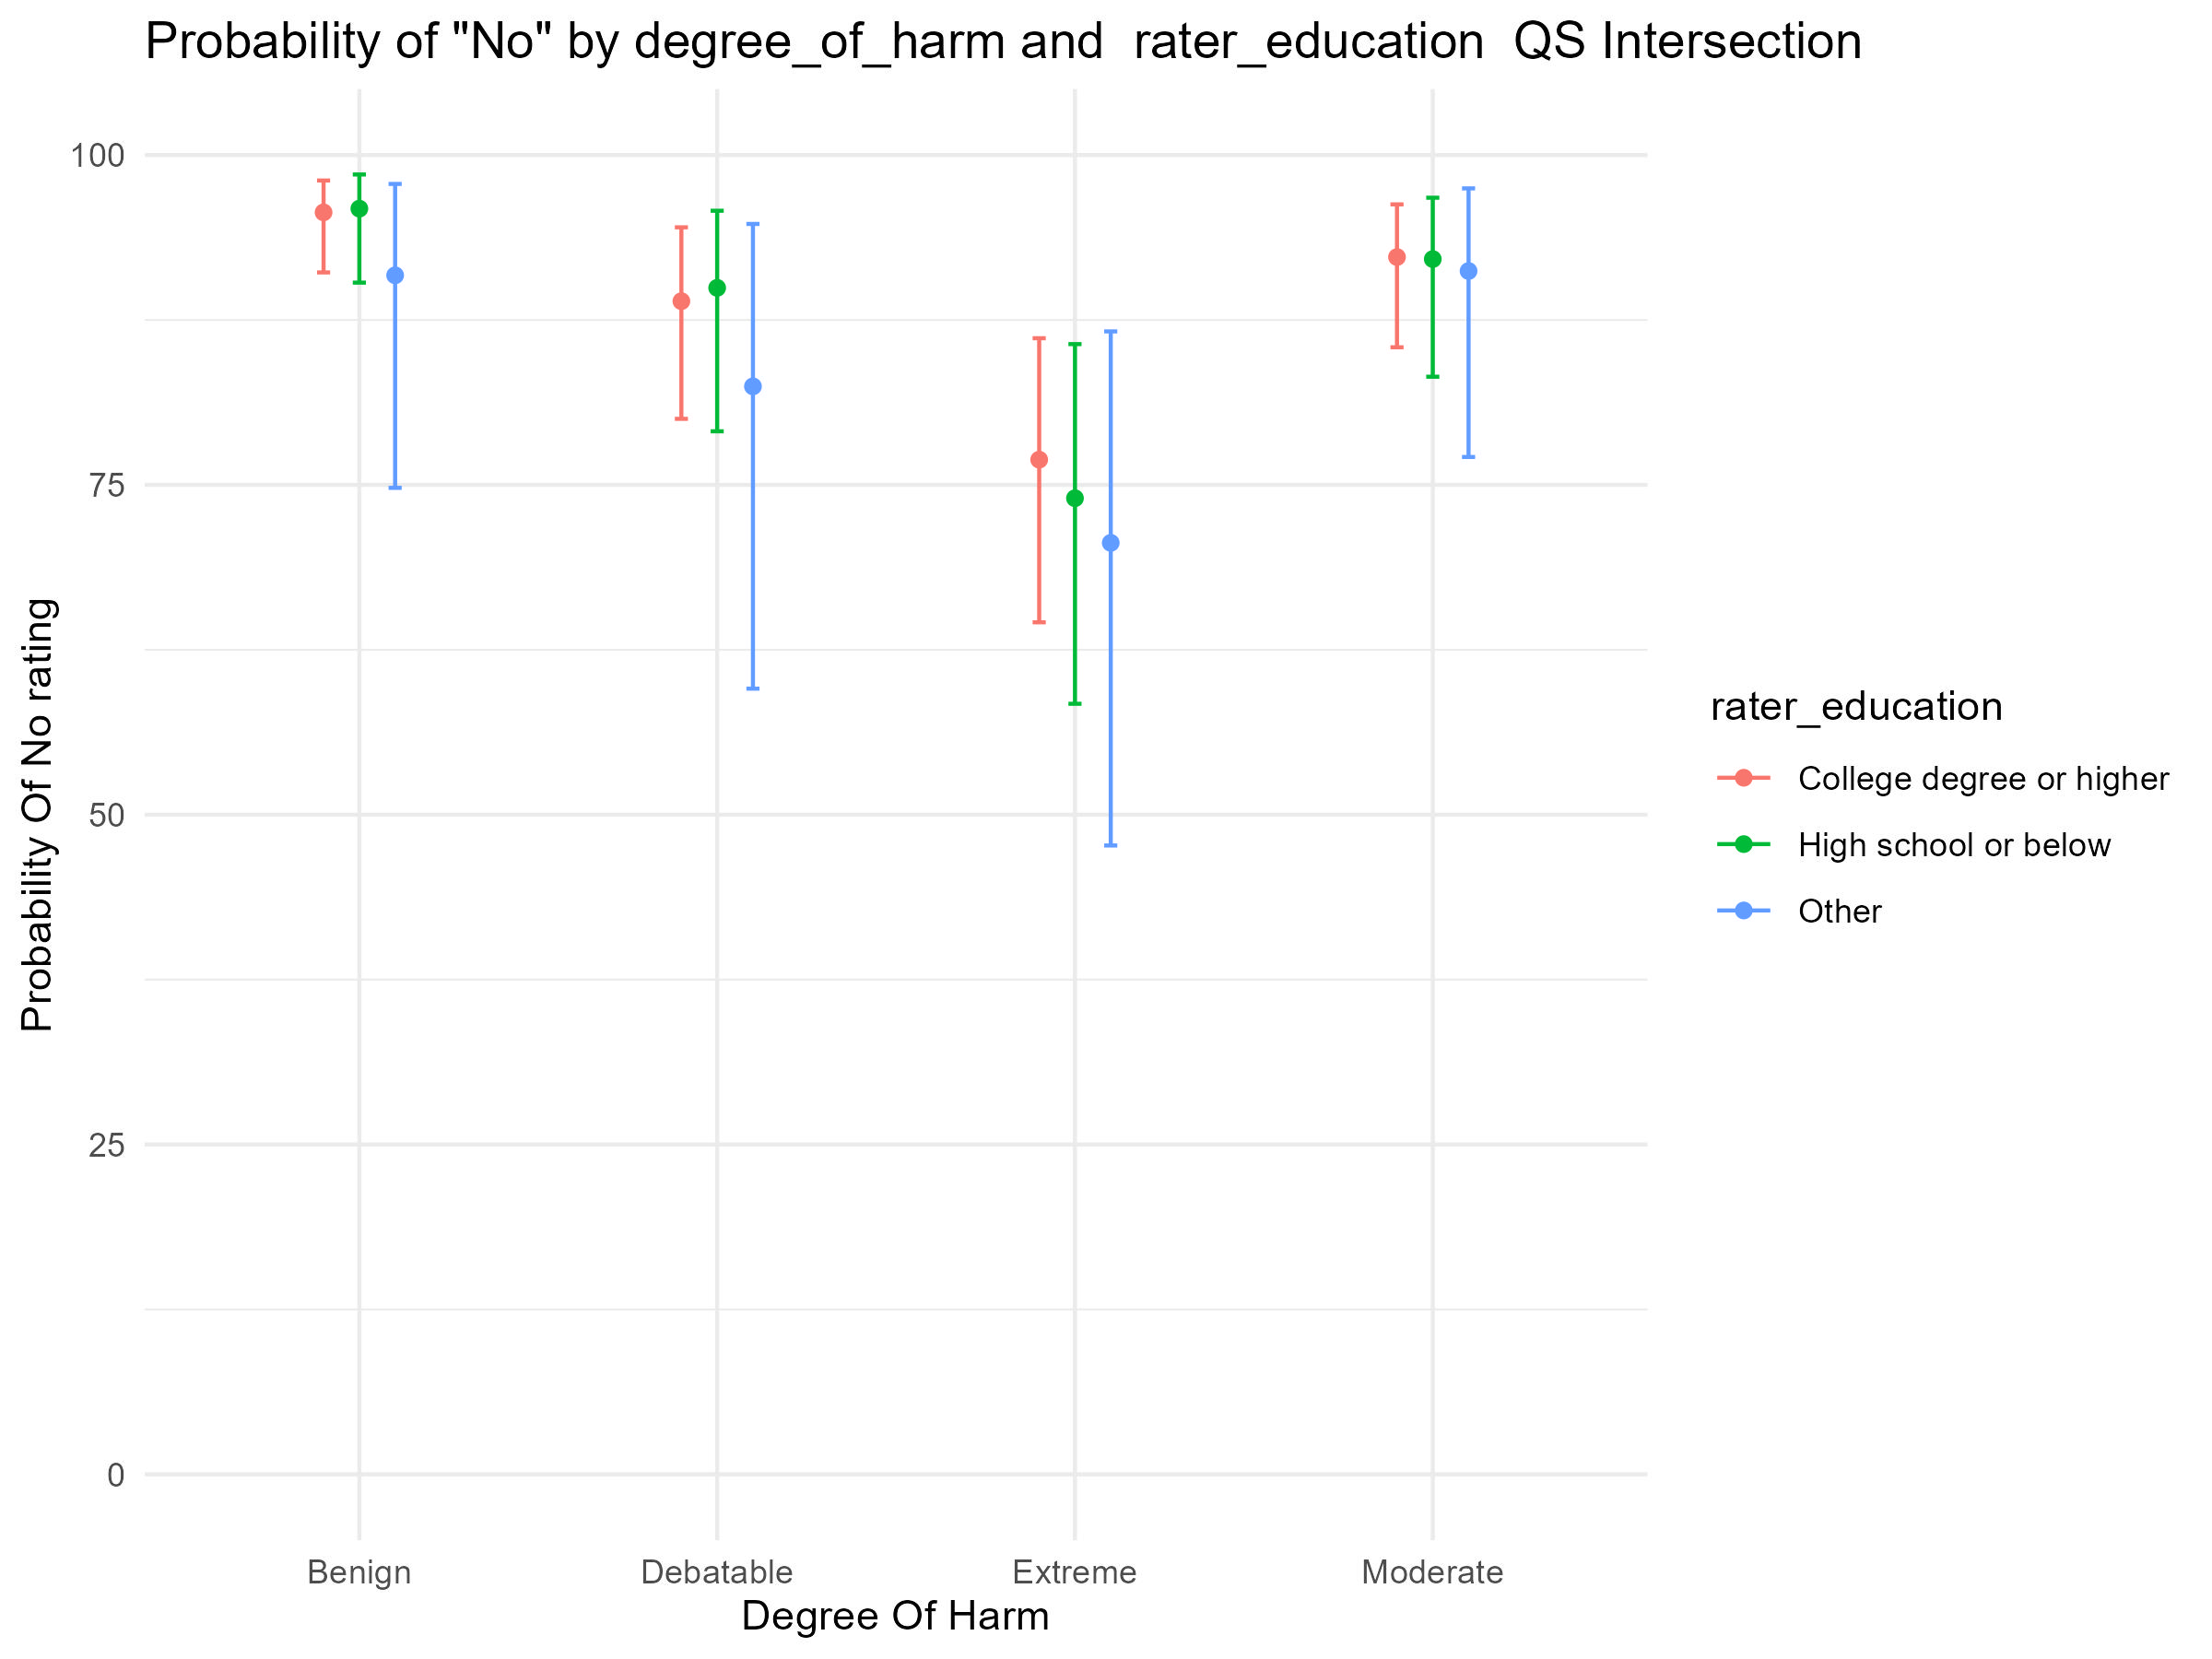 Probability of "No" by degree_of_harm and  rater_education  QS Intersection
Probability Of No rating
100
75
50
25
0
Benign
Debatable
Extreme
Moderate
Degree Of Harm
rater_education
College degree or higher
High school or below
Other